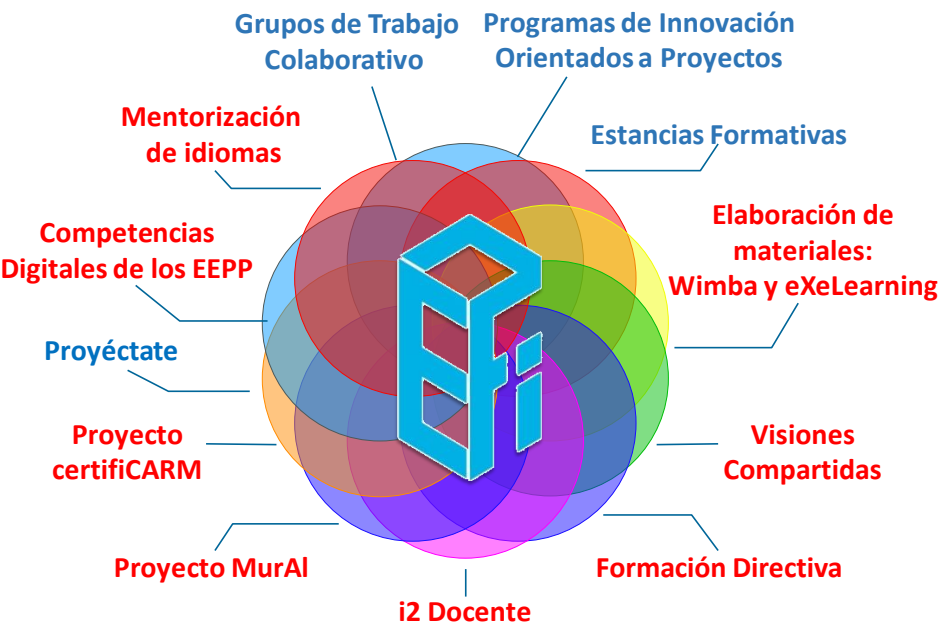 Grupos de Trabajo
Colaborativo
Programas de Innovación
Orientados a Proyectos
Mentorización
de idiomas
Estancias Formativas
Competencias
Digitales de los EEPP
Elaboración de
materiales:
Wimba y eXeLearning
Proyéctate
Proyecto
certifiCARM
Visiones
Compartidas
Proyecto MurAl
Formación Directiva
i2 Docente
PEFi